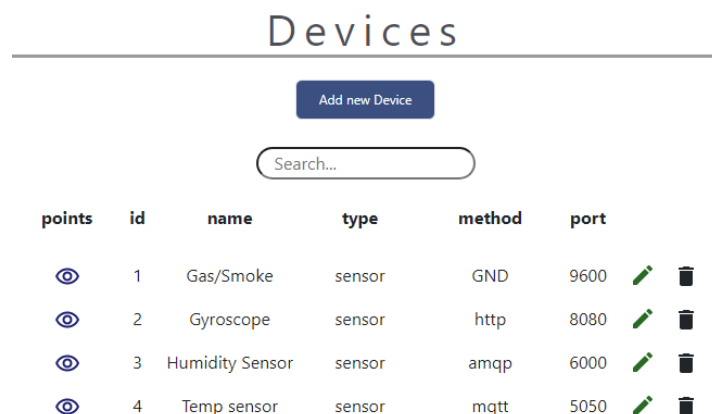 Devices
Add new Device
Search...
points id name type method port
1 Gas/Smoke sensor GND 9600
2 Gyroscope sensor http 8080
3 Humidity Sensor sensor amqp 6000
4 Temp sensor sensor mqtt 5050